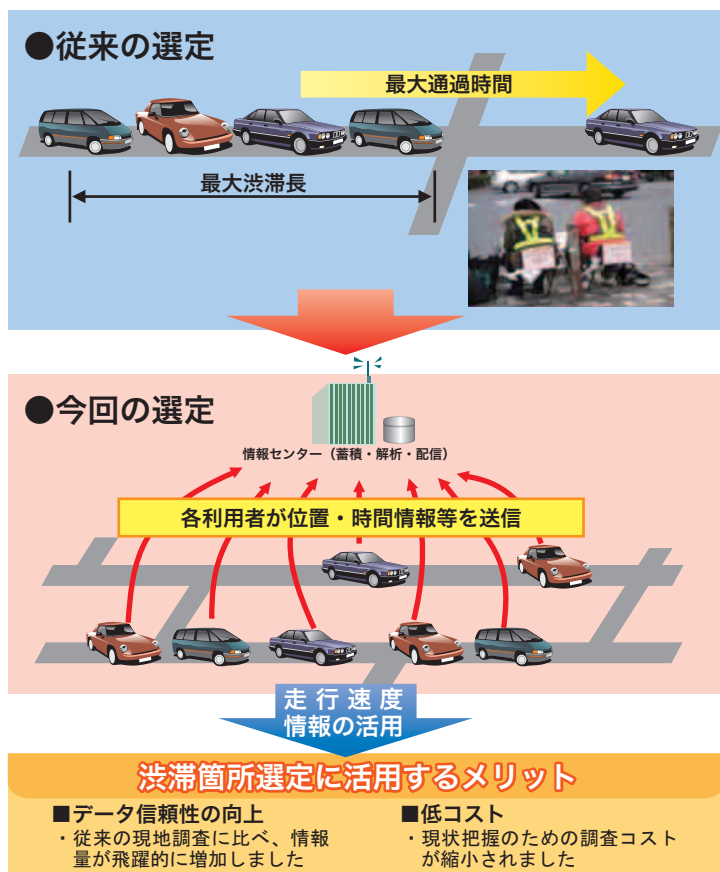 ●従来の選定
最大通過時間
最大渋滞長
●今回の選定
情報センター（蓄積・解析・配信）
各利用者が位置・時間情報等を送信
走行速度
情報の活用
渋滞箇所選定に活用するメリット
■データ信頼性の向上
・従来の現地調査に比べ、情報
量が飛躍的に増加しました
■低コスト
・現状把握のための調査コスト
が縮小されました